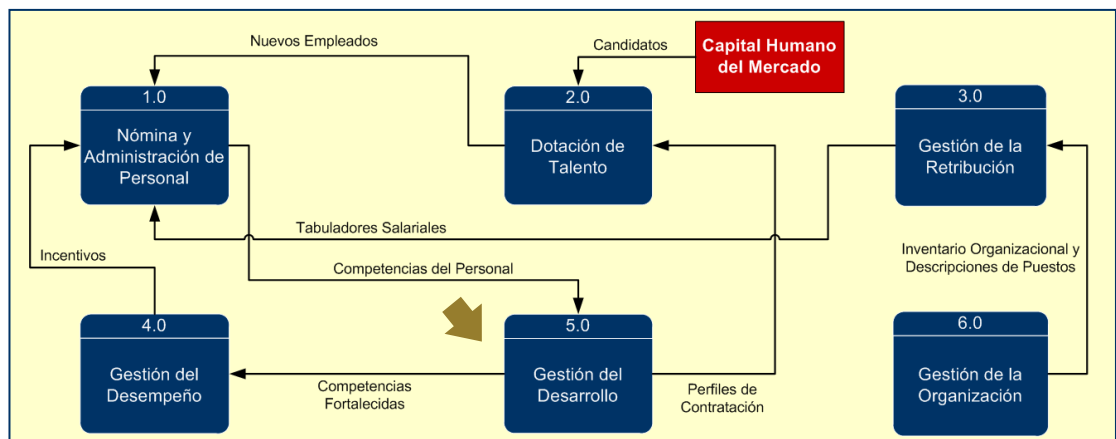 Nuevos Empleados
Candidatos
Capital Humano
del Mercado
1.0
Nómina y
Administración de
Personal
2.0
Dotación de
Talento
3.0
Gestión de la
Retribución
Tabuladores Salariales
Incentivos
Competencias del Personal
Inventario Organizacional y
Descripciones de Puestos
4.0
Gestión del
Desempeño
Competencias
Fortalecidas
5.0
Gestión del
Desarrollo
Perfiles de
Contratación
6.0
Gestión de la
Organización